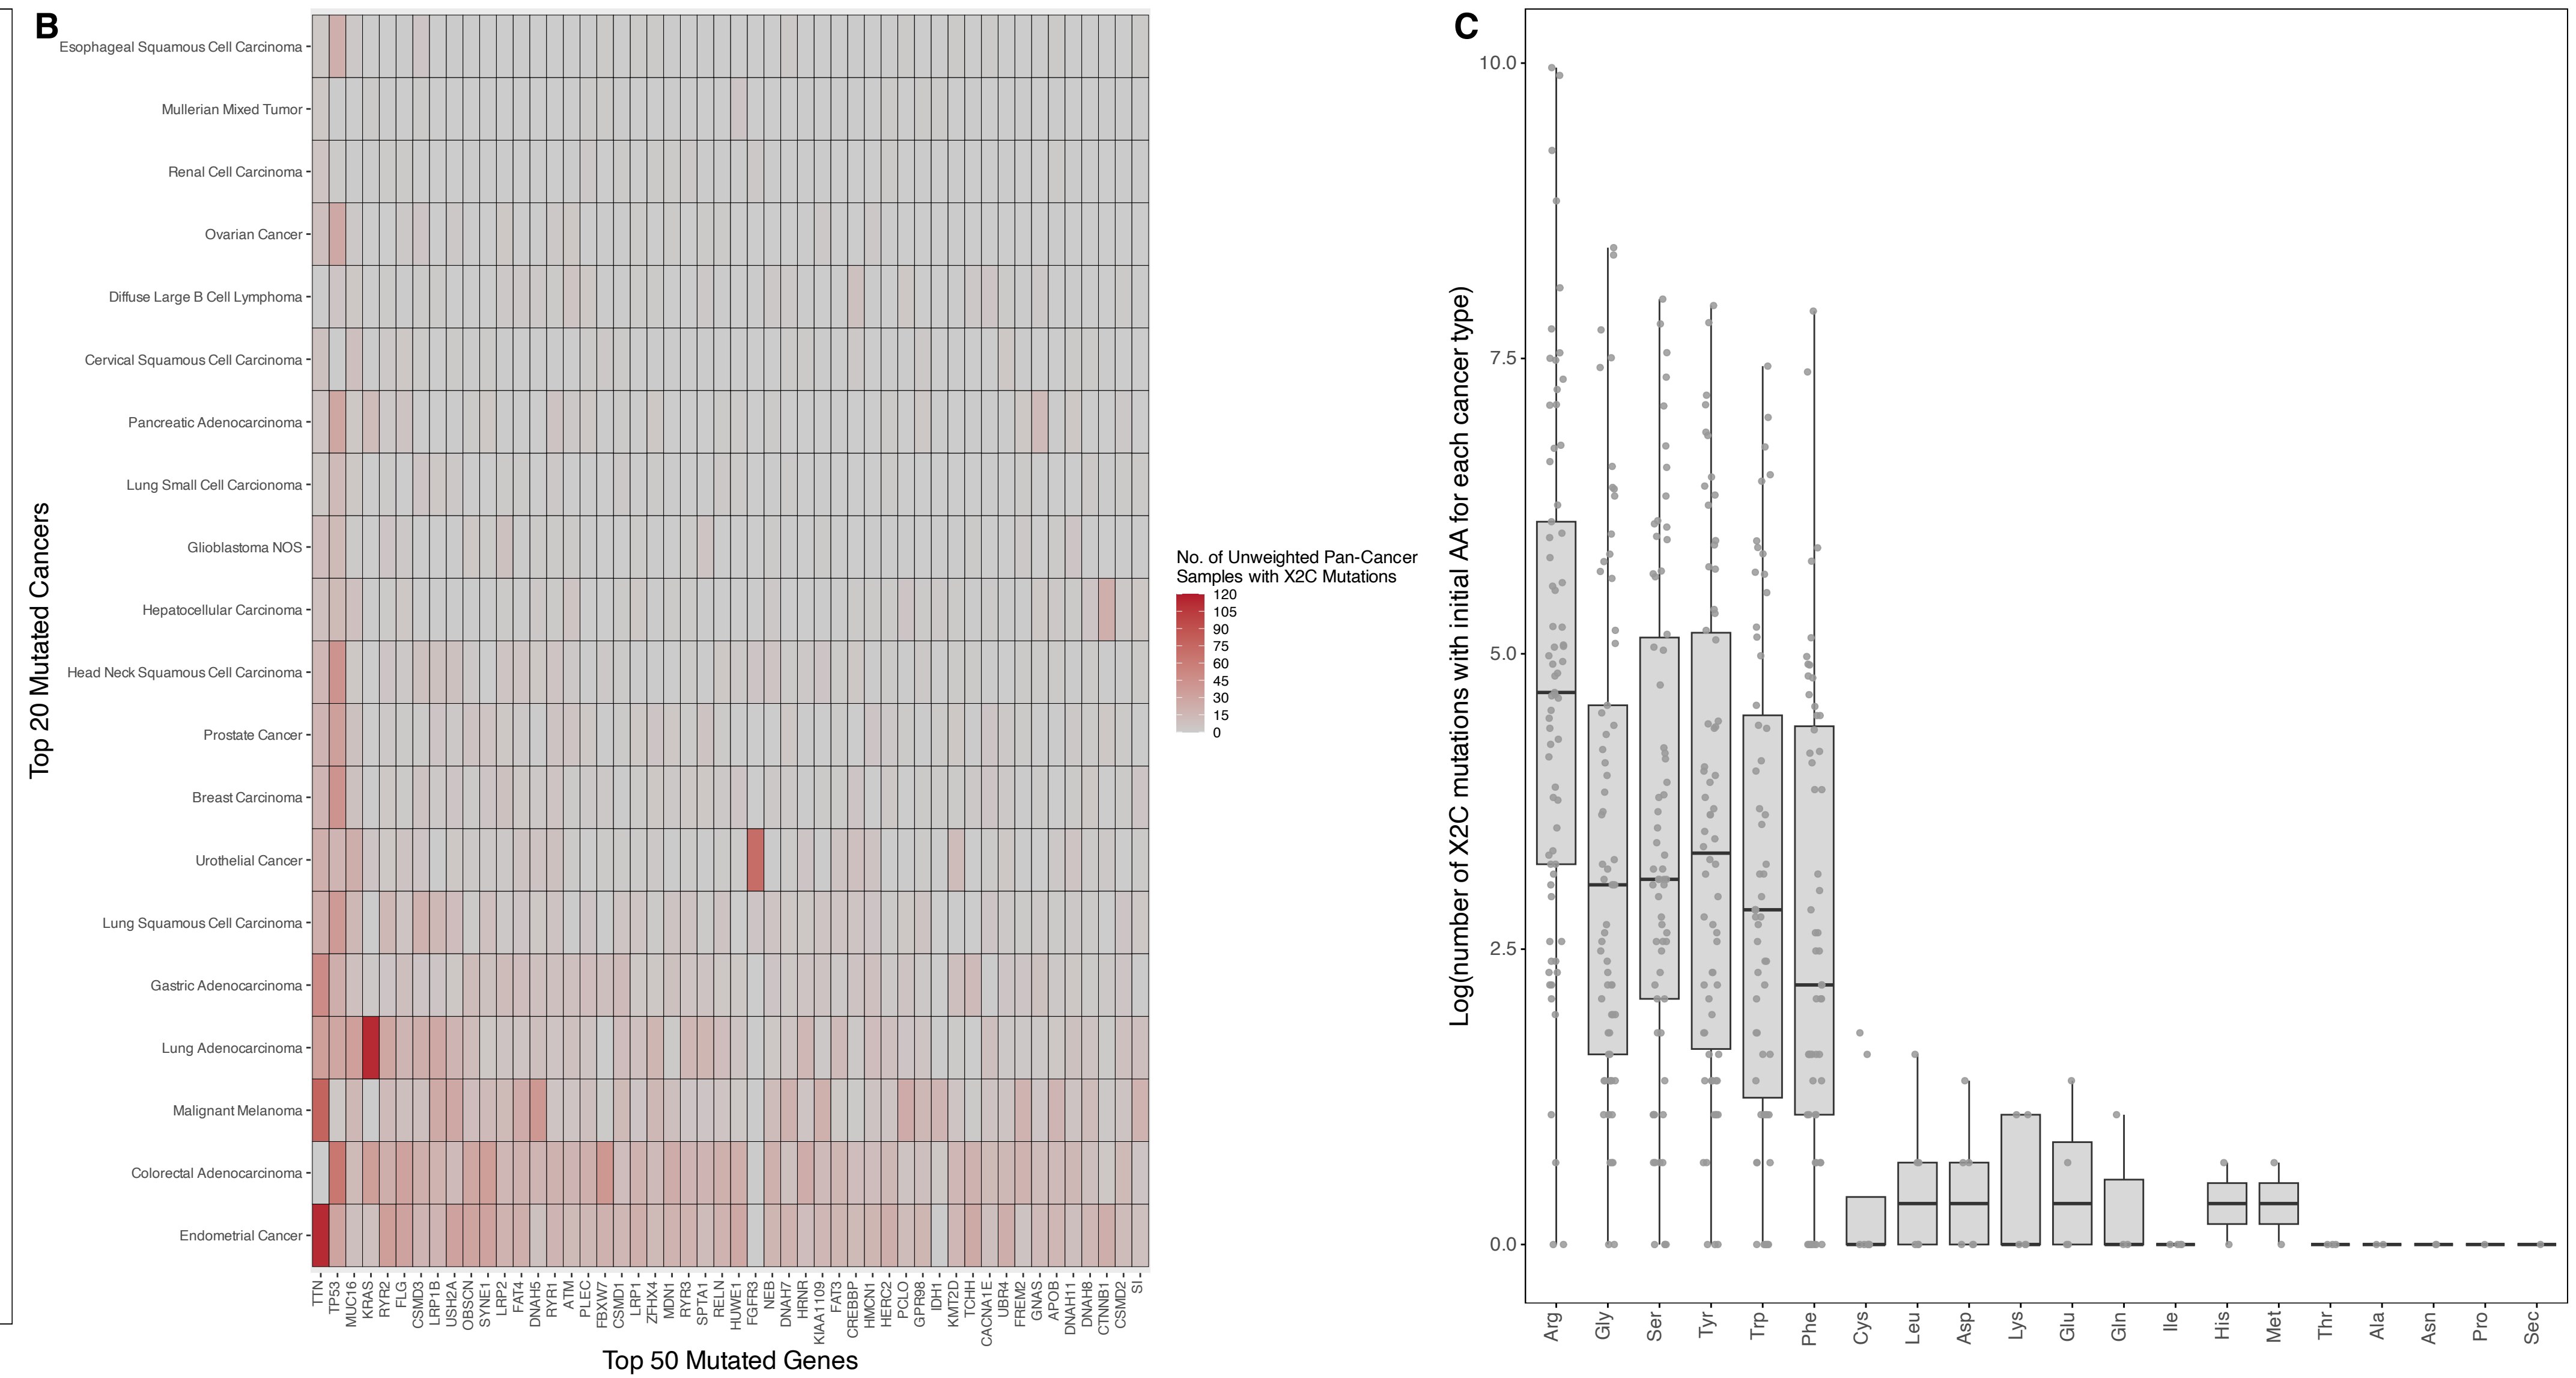 B
Esophageal Squamous Cell Carcinoma
Mullerian Mixed Tumor
Renal Cell Carcinoma
Ovarian Cancer
Diffuse Large B Cell Lymphoma
Cervical Squamous Cell Carcinoma
Pancreatic Adenocarcinoma
Lung Small Cell Carcionoma
Glioblastoma NOS
Hepatocellular Carcinoma
Head Neck Squamous Cell Carcinoma
Prostate Cancer
Breast Carcinoma
Urothelial Cancer
Lung Squamous Cell Carcinoma
Gastric Adenocarcinoma
Lung Adenocarcinoma
Malignant Melanoma
Colorectal Adenocarcinoma
Endometrial Cancer
Top 20 Mutated Cancers
TTN
TP53
MUC16
KRAS
RYR2
FLG
CSMD3
LRP1B
USH2A
OBSCN
SYNE1
LRP2
FAT4
DNAH5
RYR1
ATM
PLEC
FBXW7
CSMD1
LRP1
ZFHX4
MDN1
RYR3
SPTA1
RELN
HUWE1
FGFR3
NEB
DNAH7
HRNR
KIAA1109
FAT3
CREBBP
HMCN1
HERC2
PCLO
GPR98
IDH1
KMT2D
TCHH
CACNA1E
UBR4
FREM2
GNAS
APOB
DNAH11
DNAH8
CTNNB1
CSMD2
SI
Top 50 Mutated Genes
No. of Unweighted Pan-Cancer
Samples with X2C Mutations
120
105
90
75
60
45
30
15
0
C
Log(number of X2C mutations with initial AA for each cancer type)
10.0
7.5
5.0
2.5
0.0
Arg
Gly
Ser
Tyr
Trp
Phe
Cys
Leu
Asp
Lys
Glu
Gln
Ile
His
Met
Thr
Ala
Asn
Pro
Sec